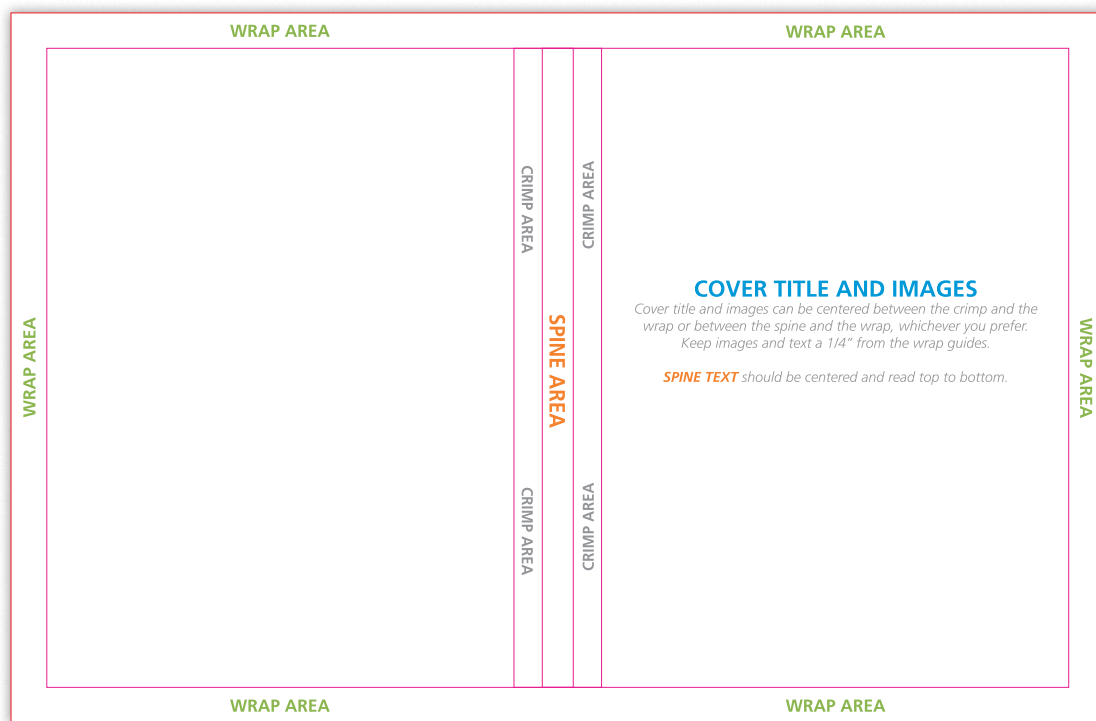 WRAP AREA
WRAP AREA
CRIMP AREA
CRIMP AREA
COVER TITLE AND IMAGES
Cover title and images can be centered between the crimp and the
wrap or between the spine and the wrap, whichever you prefer.
Keep images and text a 1/4” from the wrap guides.
SPINE TEXT should be centered and read top to bottom.
WRAP AREA
SPINE AREA
WRAP AREA
CRIMP AREA
CRIMP AREA
WRAP AREA
WRAP AREA